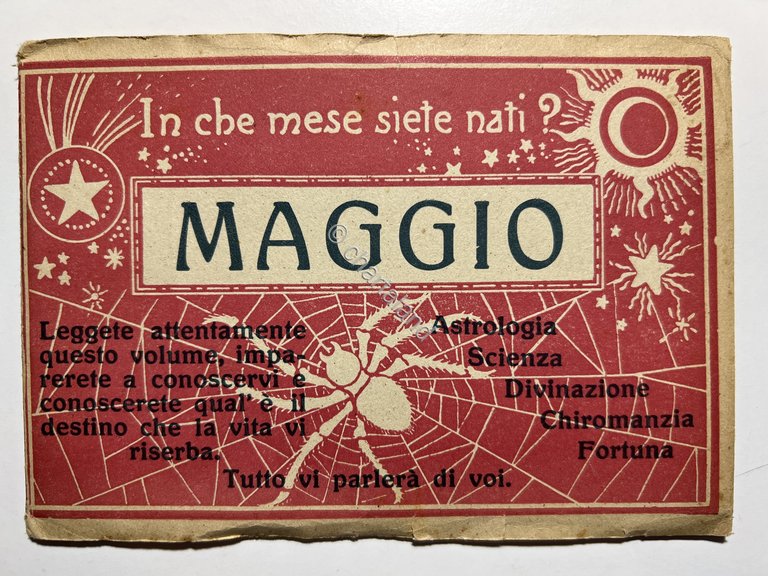 In che mese siete nati?
MAGGIO
Leggete attentamente
questo volume, impa-
rerete a conoscervi e
conoscerete qual'è il
destino che la vita vi
riserba.
Astrologia
Scienza
Divinazione
Chiromanzia
Fortuna
Tutto vi parlerà di voi.